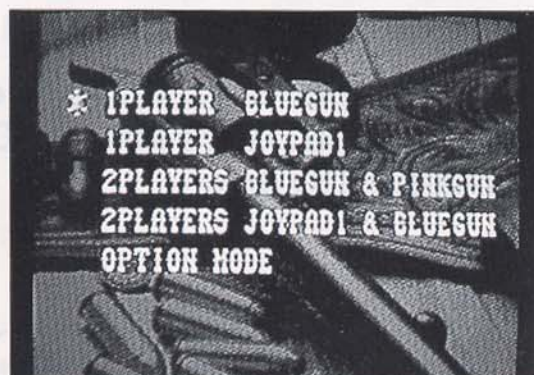 1PLAYER BLUEGUN
1PLAYER JOYPAD1
2PLAYERS BLUEGUN & PINKGUN
2PLAYERS JOYPAD1 & BLUEGUN
OPTION MODE